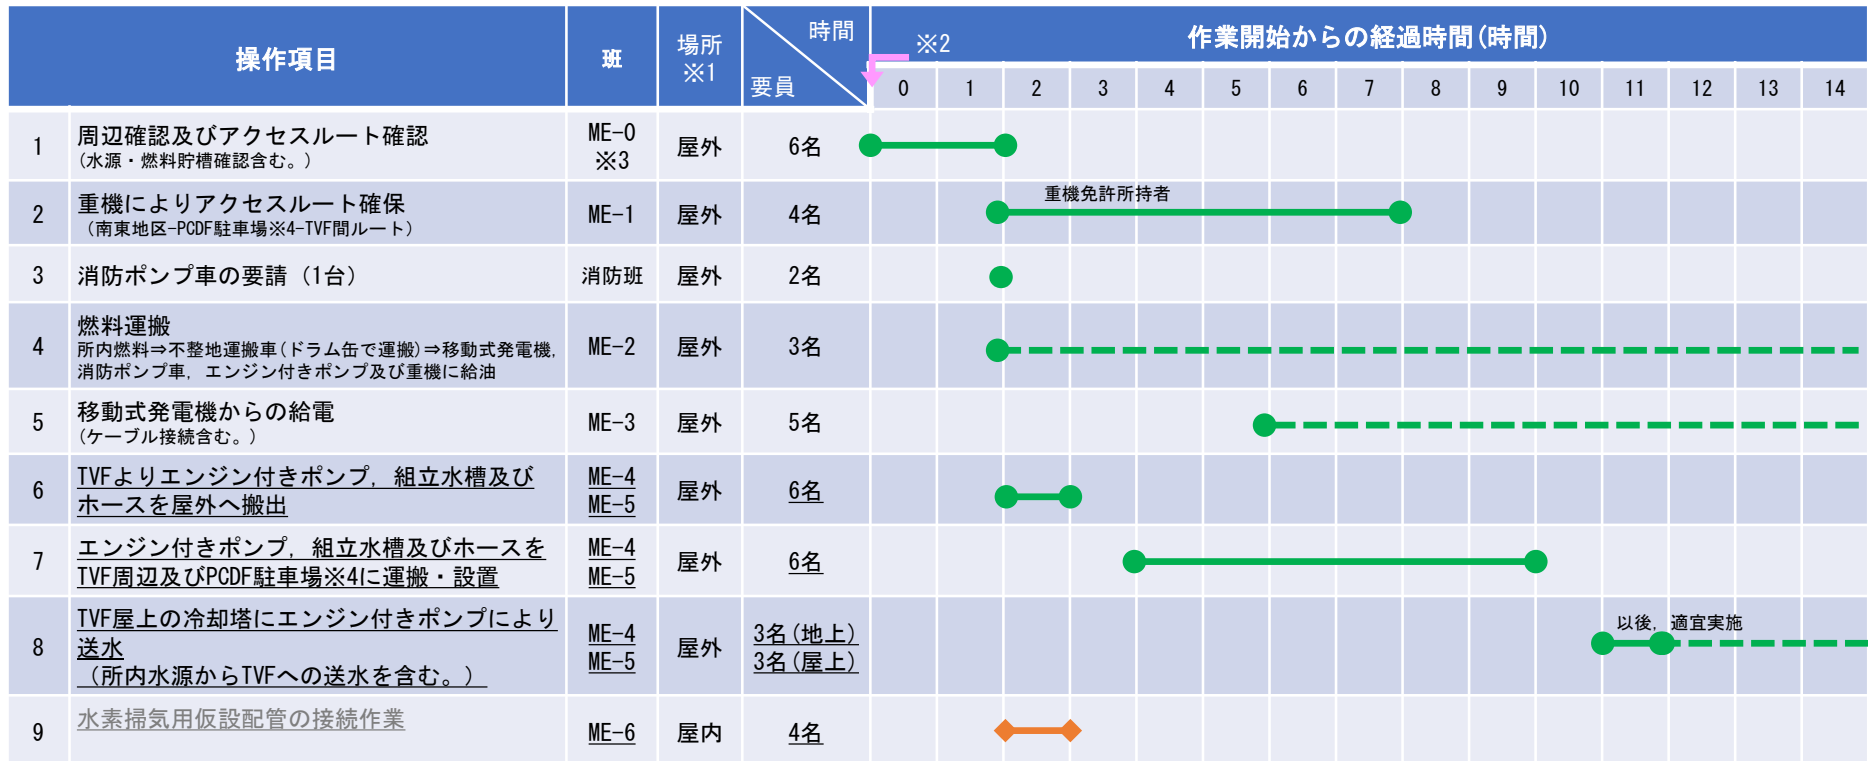 操作項目
班
場所
※1
時間
要員
※2
作業開始からの経過時間(時間)
0 1 2 3 4 5 6 7 8 9 10 11 12 13 14
1
周辺確認及びアクセスルート確認
(水源・燃料貯槽確認含む。)
ME-0
※3
屋外
6名
2
重機によりアクセスルート確保
(南東地区-PCDF駐車場※4-TVF間ルート)
ME-1
屋外
4名
重機免許所持者
3
消防ポンプ車の要請(1台)
消防班
屋外
2名
4
燃料運搬
所内燃料⇒不整地運搬車(ドラム缶で運搬)⇒移動式発電機,
消防ポンプ車,エンジン付きポンプ及び重機に給油
ME-2
屋外
3名
5
移動式発電機からの給電
(ケーブル接続含む。)
ME-3
屋外
5名
6
TVFよりエンジン付きポンプ,組立水槽及び
ホースを屋外へ搬出
ME-4
ME-5
屋外
6名
7
エンジン付きポンプ,組立水槽及びホースを
TVF周辺及びPCDF駐車場※4に運搬・設置
ME-4
ME-5
屋外
6名
8
TVF屋上の冷却塔にエンジン付きポンプにより
送水
(所内水源からTVFへの送水を含む。)
ME-4
ME-5
屋外
3名(地上)
3名(屋上)
以後,適宜実施
9
水素掃気用仮設配管の接続作業
ME-6
屋内
4名